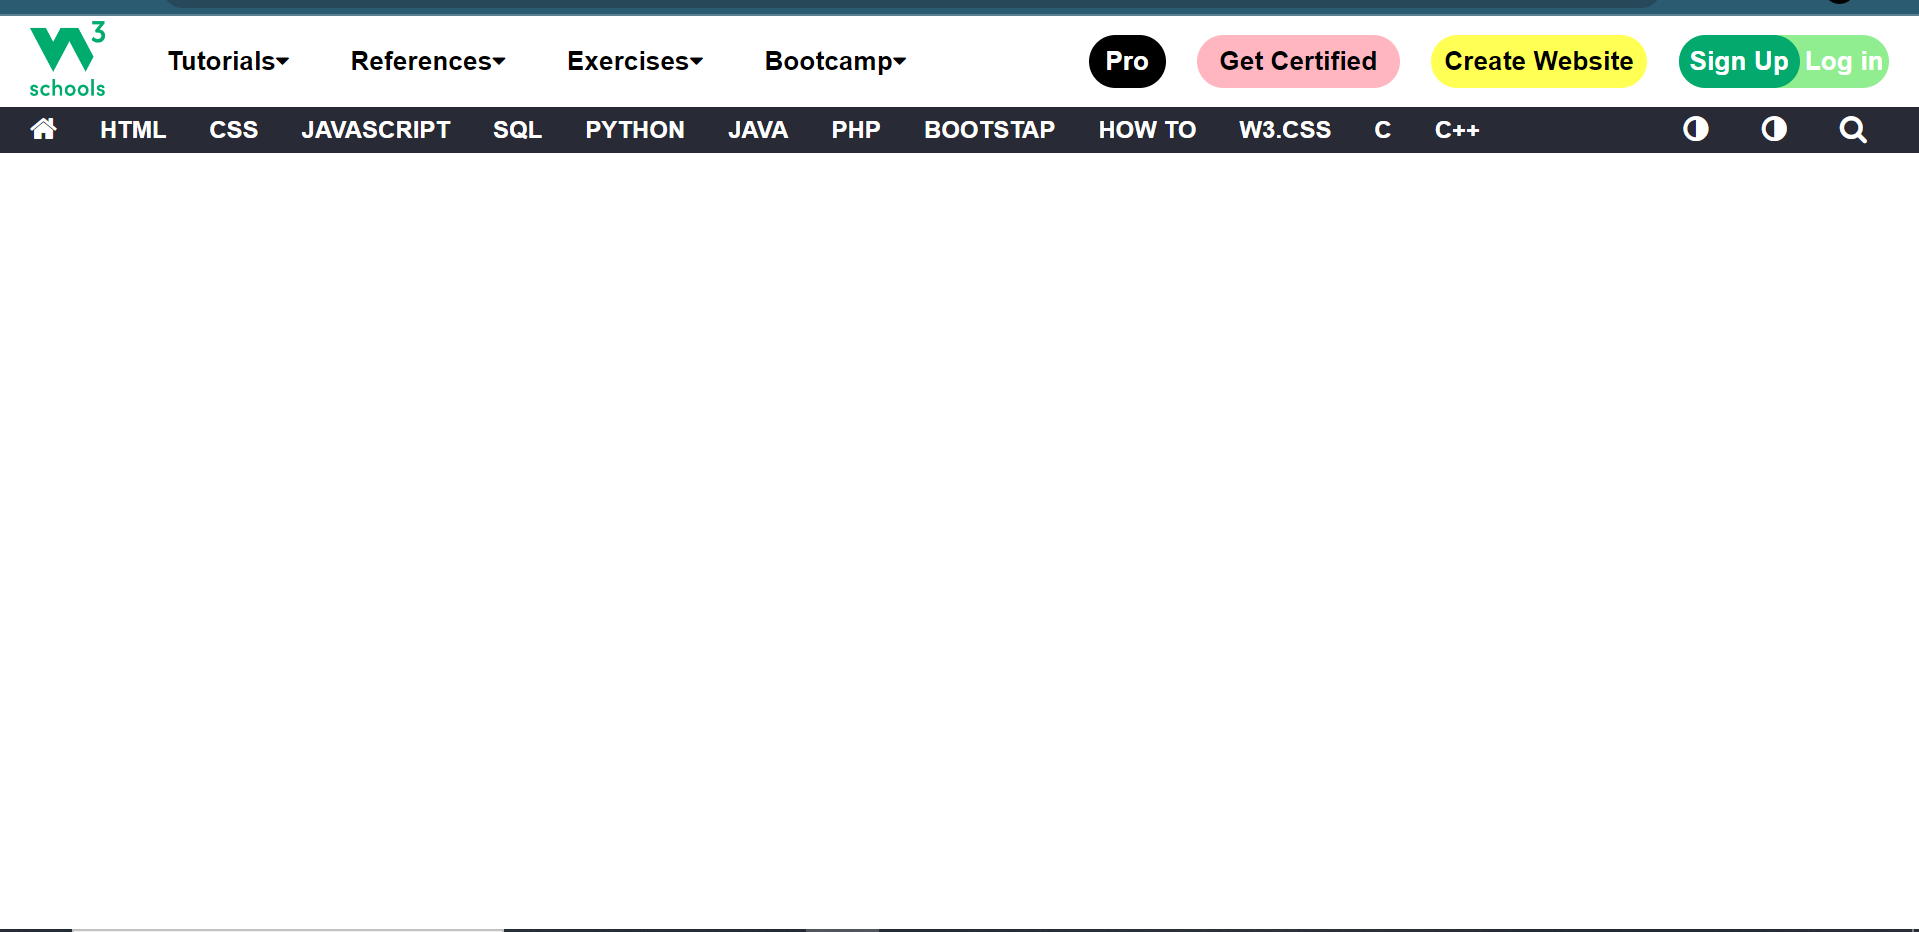 W3 schools
Tutorials References Exercises Bootcamp Pro Get Certified Create Website Sign Up Log in
HTML CSS JAVASCRIPT SQL PYTHON JAVA PHP BOOTSTAP HOW TO W3.CSS C C++